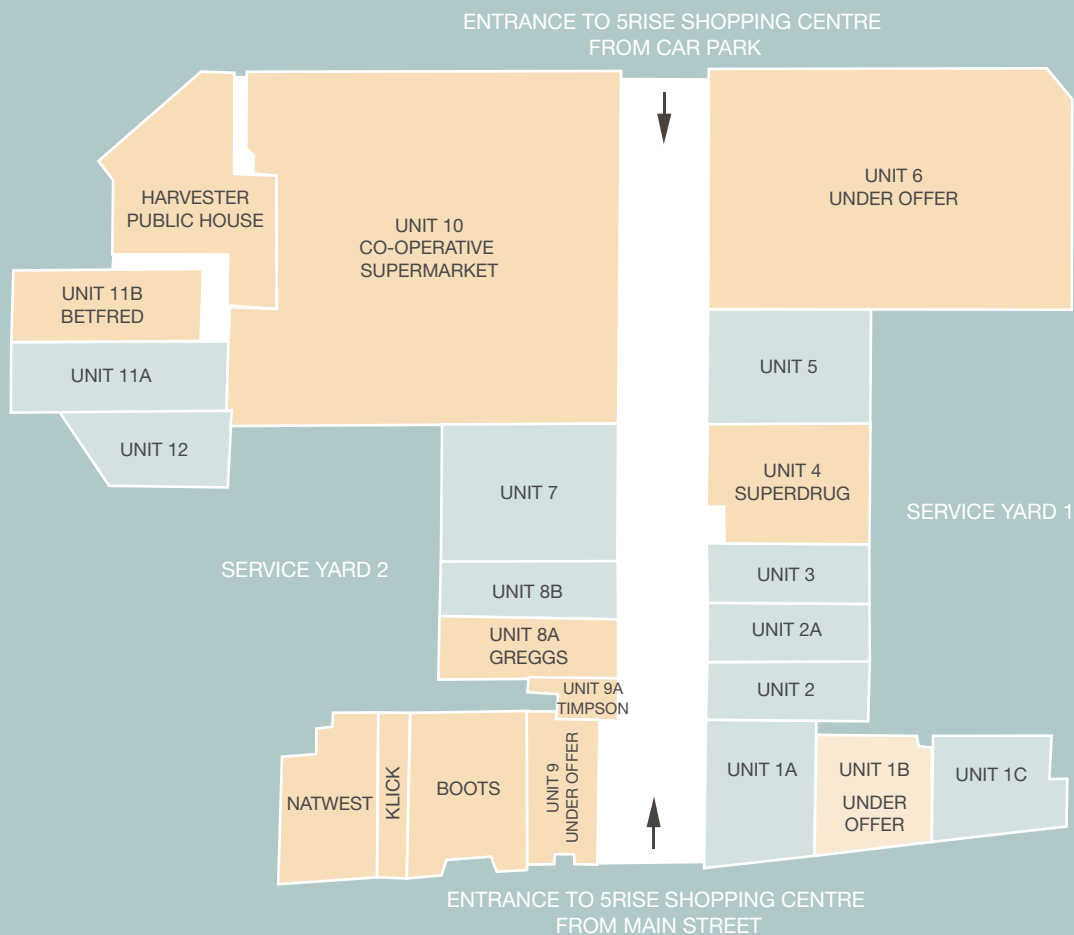 ENTRANCE TO 5RISE SHOPPING CENTRE
FROM CAR PARK
HARVESTER
PUBLIC HOUSE
UNIT 10
CO-OPERATIVE
SUPERMARKET
UNIT 6
UNDER OFFER
UNIT 11B
BETFRED
UNIT 11A
UNIT 12
UNIT 5
UNIT 7
UNIT 4
SUPERDRUG
SERVICE YARD 1
SERVICE YARD 2
UNIT 8B
UNIT 3
UNIT 8A
GREGGS
UNIT 2A
UNIT 9A
TIMPSON
UNIT 2
NATWEST
KLICK
BOOTS
UNIT 9
UNDER OFFER
UNIT 1A
UNIT 1B
UNDER
OFFER
UNIT 1C
ENTRANCE TO 5RISE SHOPPING CENTRE
FROM MAIN STREET